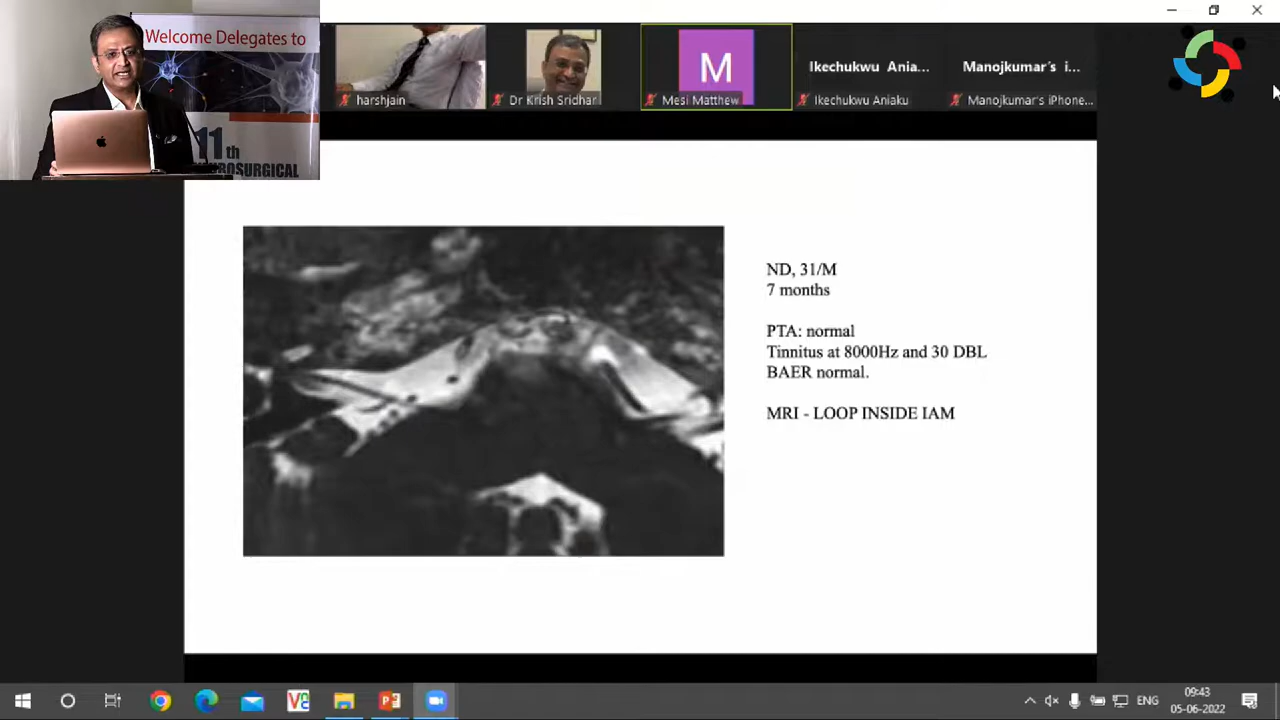 Welcome Delegates to
11th
harshjain
Dr Krish Sridhar
M
Mesi Matthew
Ikechukwu Ania...
Ikechukwu Aniaku
Manojkumar's i...
Manojkumar's iPhone...
ND, 31/M
7 months
PTA: normal
Tinnitus at 8000Hz and 30 DBL
BAER normal.
MRI - LOOP INSIDE IAM
ENG
09:43
05-06-2022